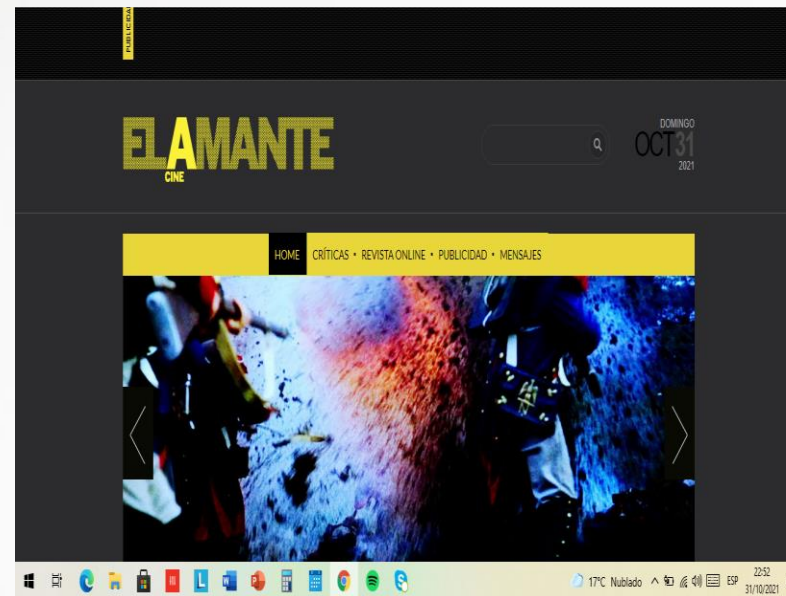 PUBLICIDAD
ELAMANTE
CINE
DOMINGO
OCT31
2021
HOME CRÍTICAS • REVISTA ONLINE • PUBLICIDAD • MENSAJES
17°C Nublado ESP 22:52
31/10/2021